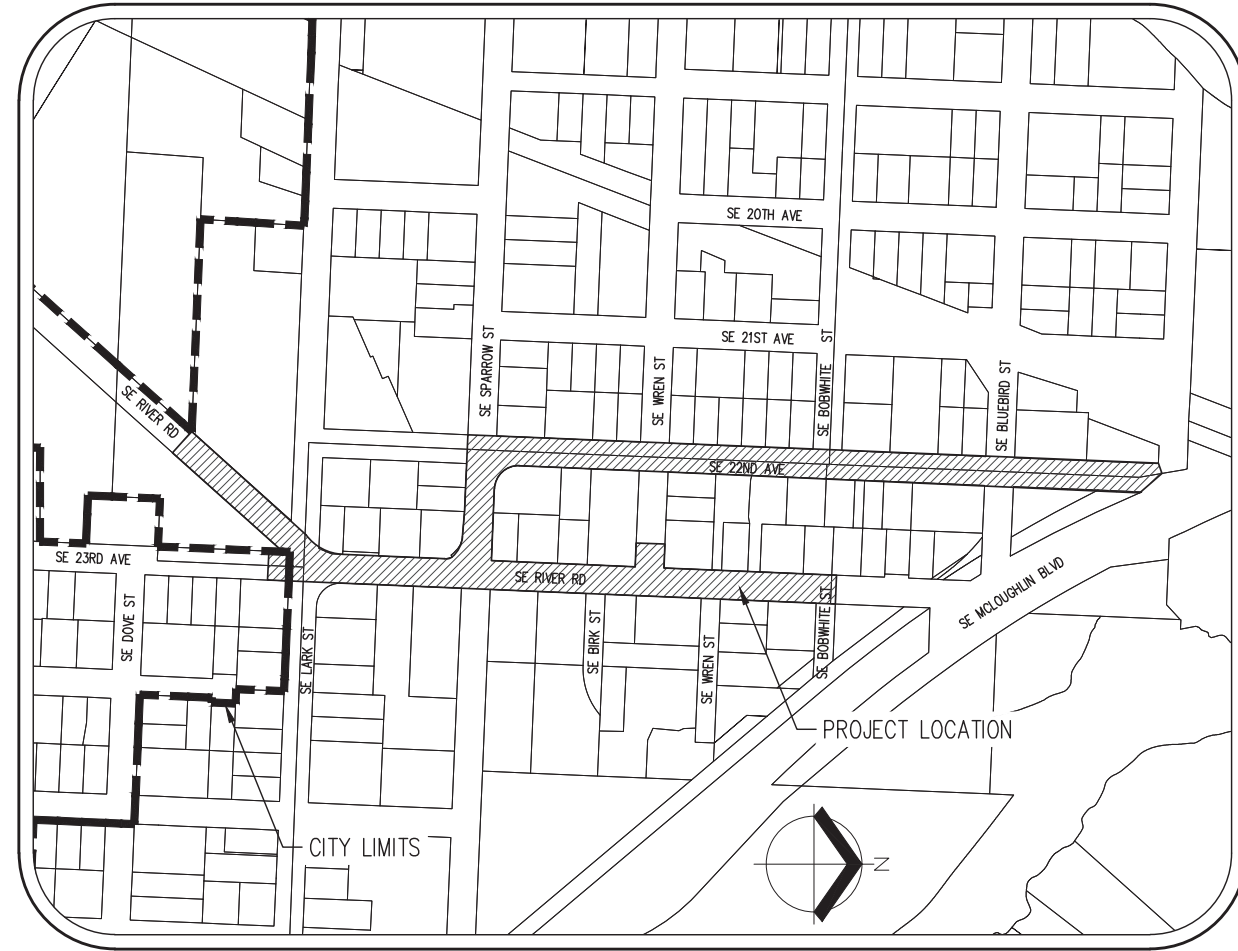 SE 20TH AVE
SE 21ST AVE
SE SPARROW ST
SE WREN ST
SE BOBWHITE ST
SE BLUEBIRD ST
SE RIVER RD
SE 22ND AVE
SE 23RD AVE
SE RIVER RD
SE DOVE ST
SE LARK ST
SE BIRK ST
SE WREN ST
SE BOBWHITE ST
SE MCLOUGHLIN BLVD
PROJECT LOCATION
CITY LIMITS
N